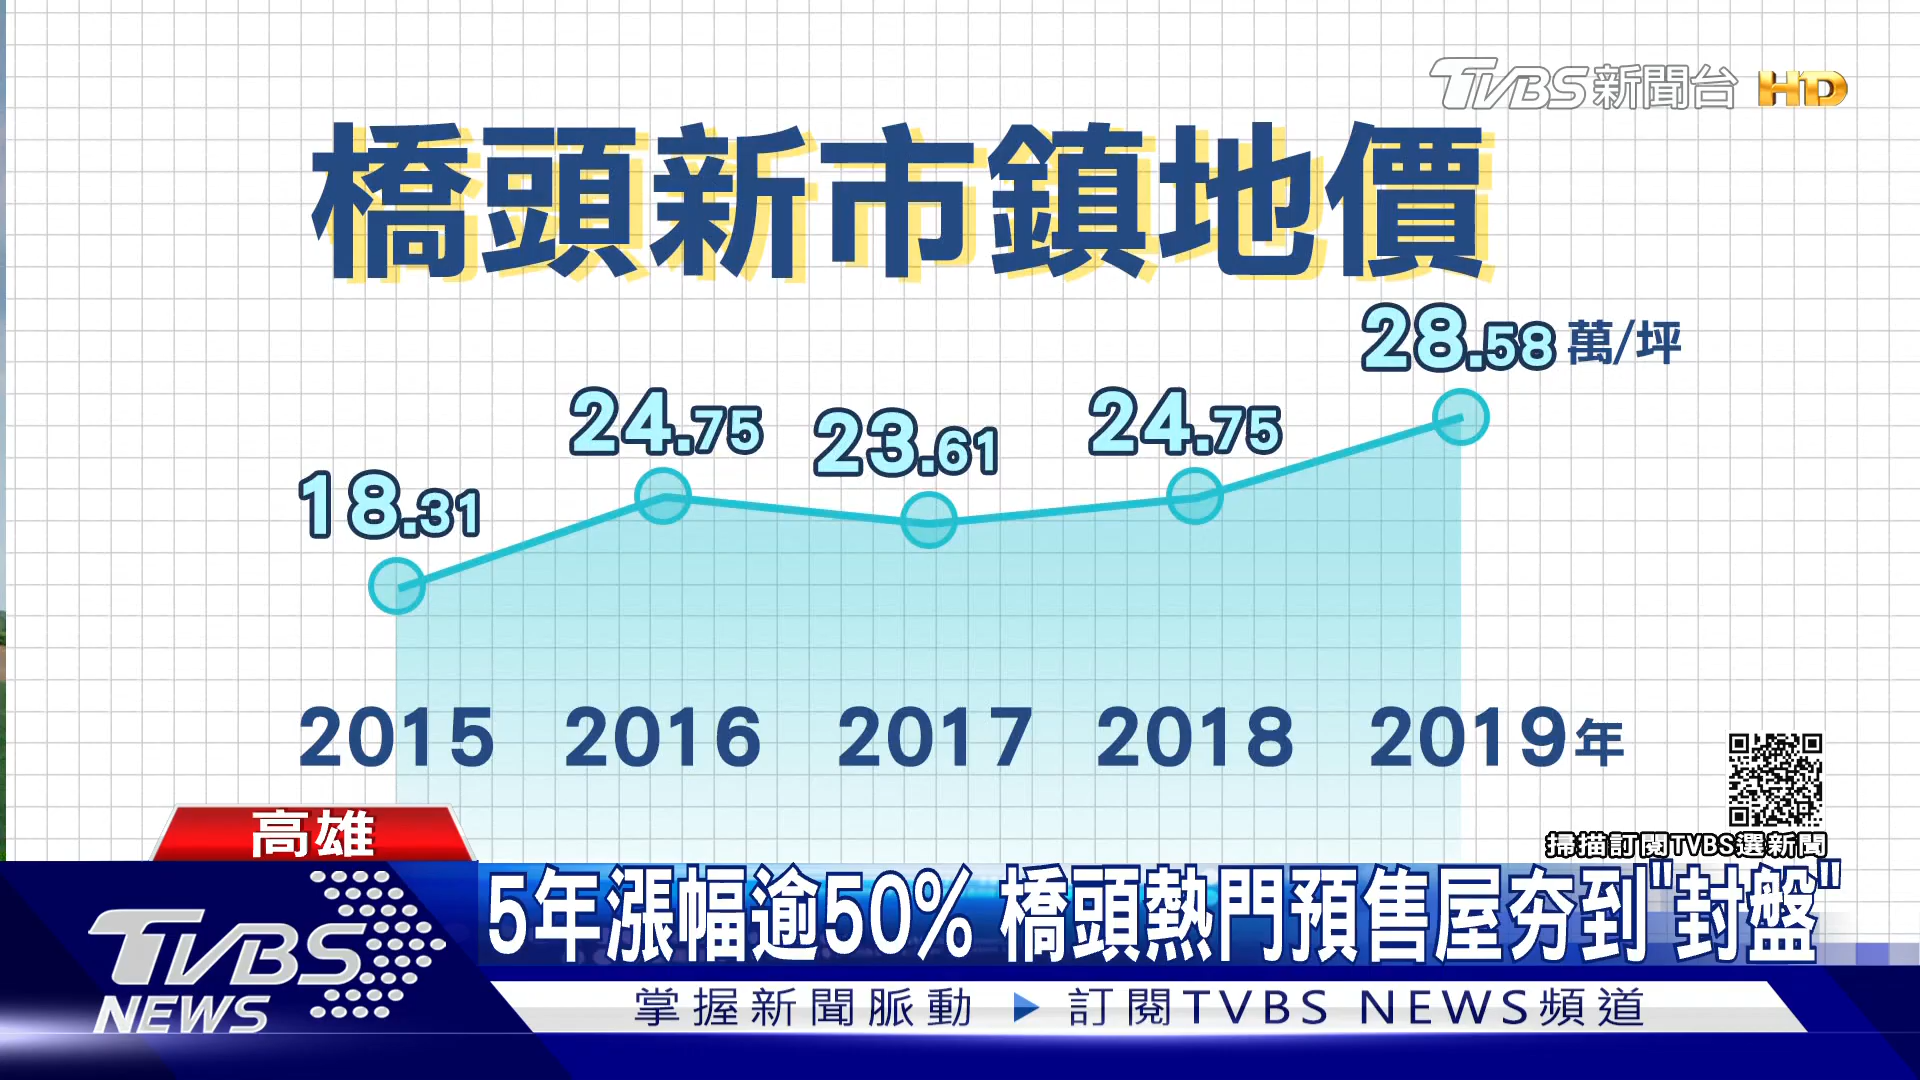 TVBS新聞台 HD
橋頭新市鎮地價
28.58 萬/坪
24.75
23.61
24.75
18.31
2015 2016 2017 2018 2019年
掃描訂閱TVBS選新聞
高雄
5年漲幅逾50% 橋頭熱門預售屋夯到"封盤"
TVBS NEWS
掌握新聞脈動 ▶ 訂閱TVBS NEWS頻道